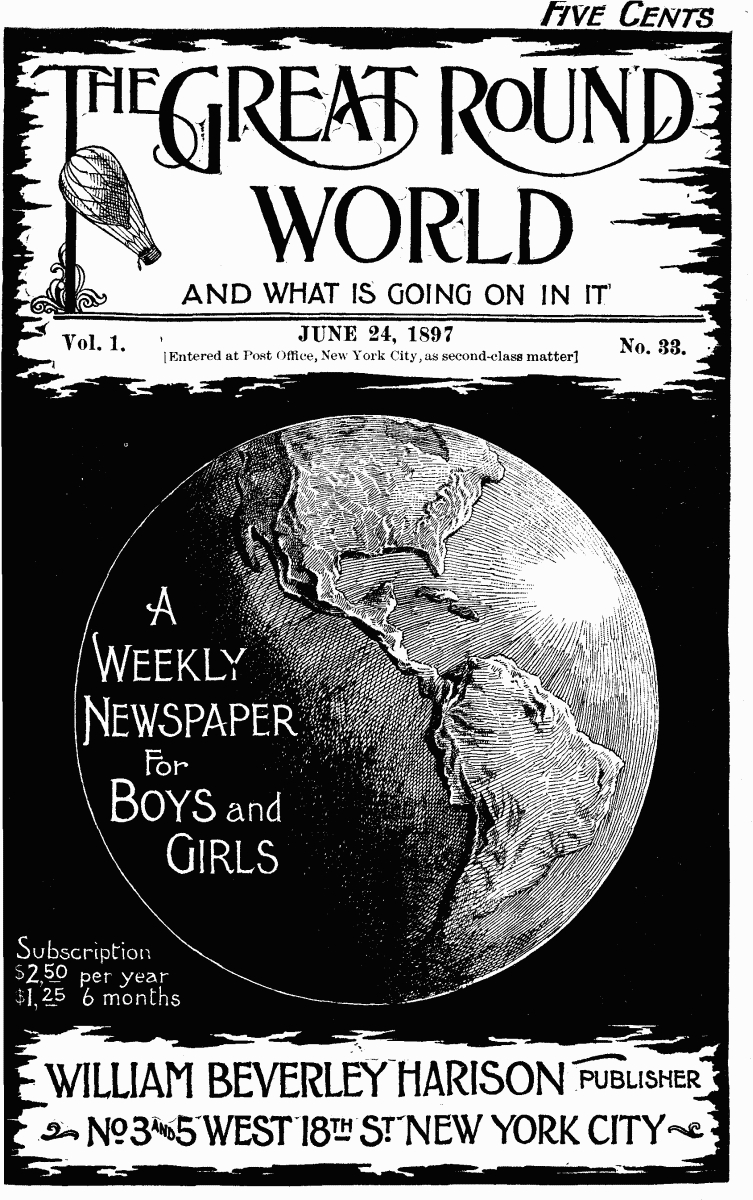 FIVE CENTS
THE GREAT ROUND
WORLD
AND WHAT IS GOING ON IN IT
Vol. 1.
JUNE 24, 1897
[Entered at Post Office, New York City, as second-class matter]
No. 33.
A
WEEKLY
NEWSPAPER
FOR
BOYS and
GIRLS
Subscription
$2.50 per year
$1.25 6 months
WILLIAM BEVERLEY HARISON PUBLISHER
No 3 AND 5 WEST 18TH ST NEW YORK CITY